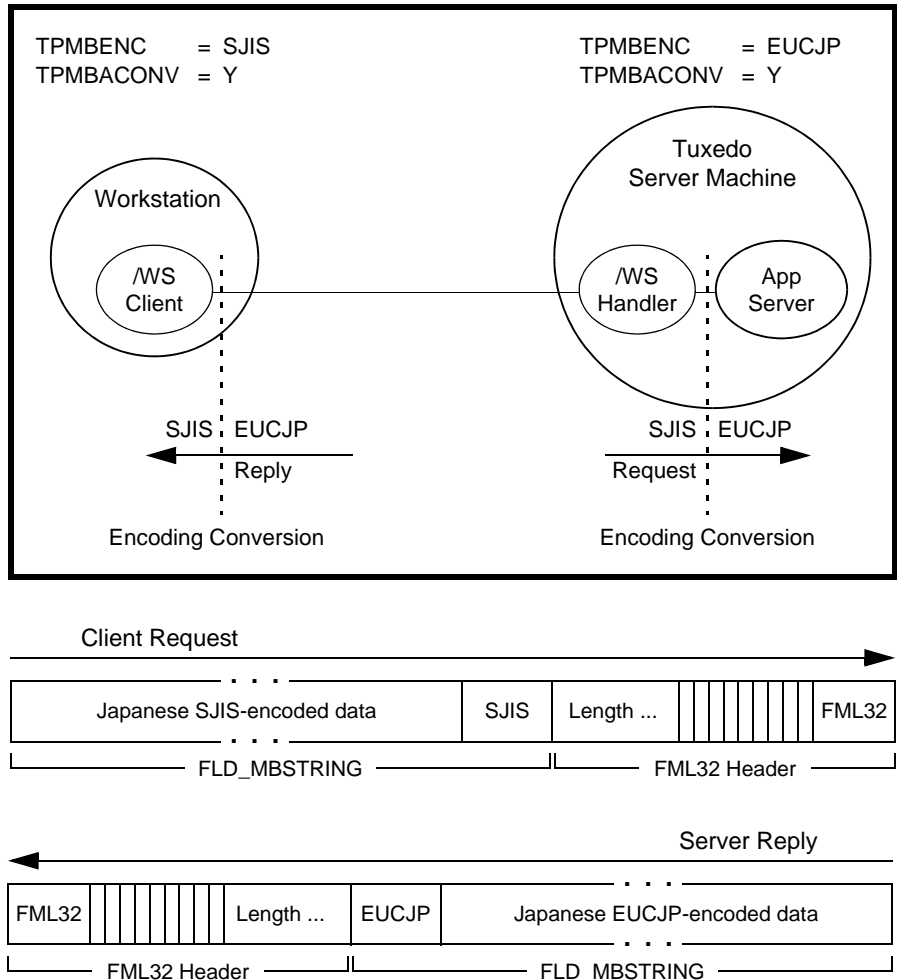 TPMBENC = SJIS
TPMBACONV = Y
TPMBENC = EUCJP
TPMBACONV = Y
Workstation
/WS
Client
Tuxedo
Server Machine
/WS
Handler
App
Server
SJIS EUCJP
Reply
Encoding Conversion
SJIS EUCJP
Request
Encoding Conversion
Client Request
. . .
Japanese SJIS-encoded data SJIS Length ... FML32
. . .
FLD_MBSTRING FML32 Header
Server Reply
. . .
FML32 Length ... EUCJP Japanese EUCJP-encoded data
. . .
FML32 Header FLD_MBSTRING